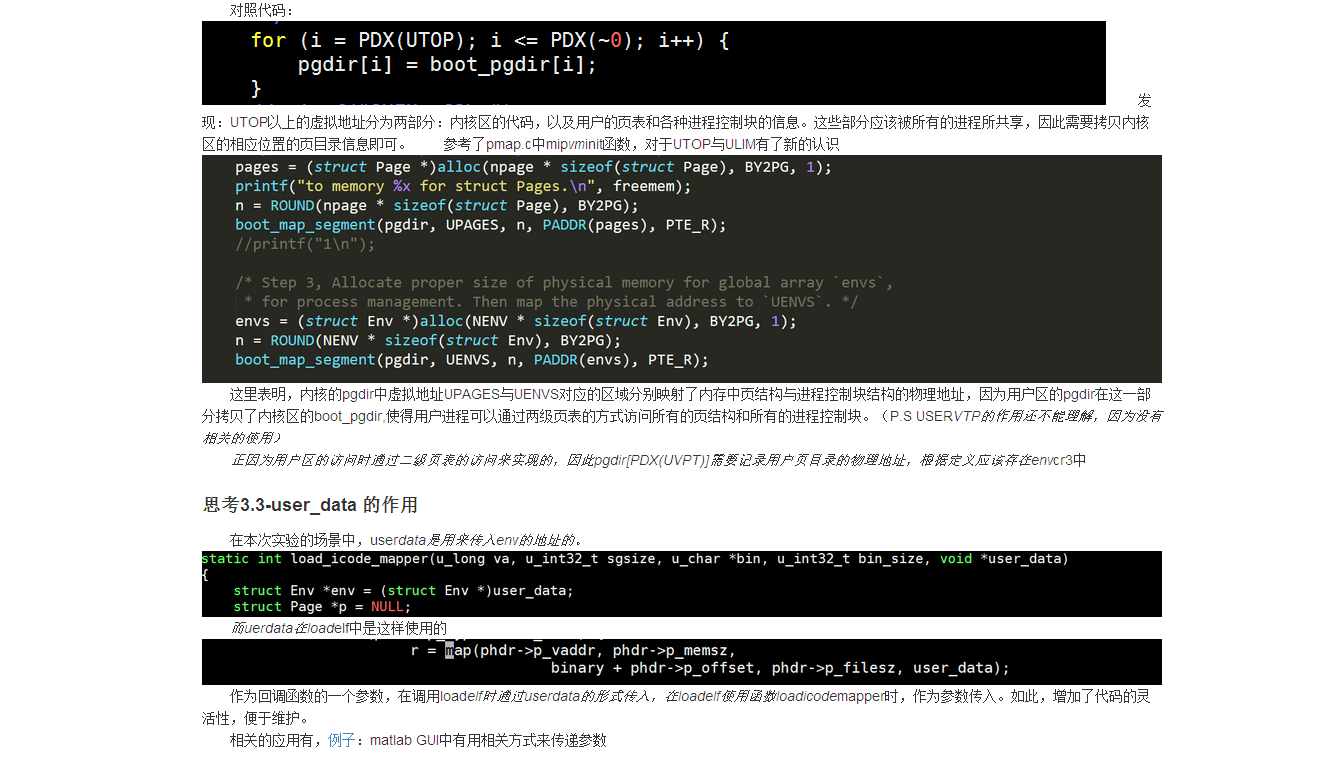 对照代码：
for (i = PDX(UTOP); i <= PDX(~0); i++) {
pgdir[i] = boot_pgdir[i];
}
发
现：UTOP以上的虚拟地址分为两部分：内核区的代码，以及用户的页表和各种进程控制块的信息。这些部分应该被所有的进程所共享，因此需要拷贝内核
区的相应位置的页目录信息即可。 参考了pmap.c中mipvminit函数，对于UTOP与ULIM有了新的认识
pages = (struct Page *)alloc(npage * sizeof(struct Page), BY2PG, 1);
printf("to memory %x for struct Pages.\n", freemem);
n = ROUND(npage * sizeof(struct Page), BY2PG);
boot_map_segment(pgdir, UPAGES, n, PADDR(pages), PTE_R);
//printf("1\n");
/* Step 3, Allocate proper size of physical memory for global array `envs`,
* for process management. Then map the physical address to `UENVS`. */
envs = (struct Env *)alloc(NENV * sizeof(struct Env), BY2PG, 1);
n = ROUND(NENV * sizeof(struct Env), BY2PG);
boot_map_segment(pgdir, UENVS, n, PADDR(envs), PTE_R);
这里表明，内核的pgdir中虚拟地址UPAGES与UENVS对应的区域分别映射了内存中页结构与进程控制块结构的物理地址，因为用户区的pgdir在这一部
分拷贝了内核区的boot_pgdir,使得用户进程可以通过两级页表的方式访问所有的页结构和所有的进程控制块。（P.S USERVTP的作用还不能理解，因为没有
相关的使用）
正因为用户区的访问时通过二级页表的访问来实现的，因此pgdir[PDX(UVPT)]需要记录用户页目录的物理地址，根据定义应该存在envcr3中
思考3.3-user_data 的作用
在本次实验的场景中，userdata是用来传入env的地址的。
static int load_icode_mapper(u_long va, u_int32_t sgsize, u_char *bin, u_int32_t bin_size, void *user_data)
{
struct Env *env = (struct Env *)user_data;
struct Page *p = NULL;
而uerdata在loadelf中是这样使用的
r = map(phdr->p_vaddr, phdr->p_memsz,
binary + phdr->p_offset, phdr->p_filesz, user_data);
作为回调函数的一个参数，在调用loadelf时通过userdata的形式传入，在loadelf使用函数loadicodemapper时，作为参数传入。如此，增加了代码的灵
活性，便于维护。
相关的应用有，例子：matlab GUI中有用相关方式来传递参数